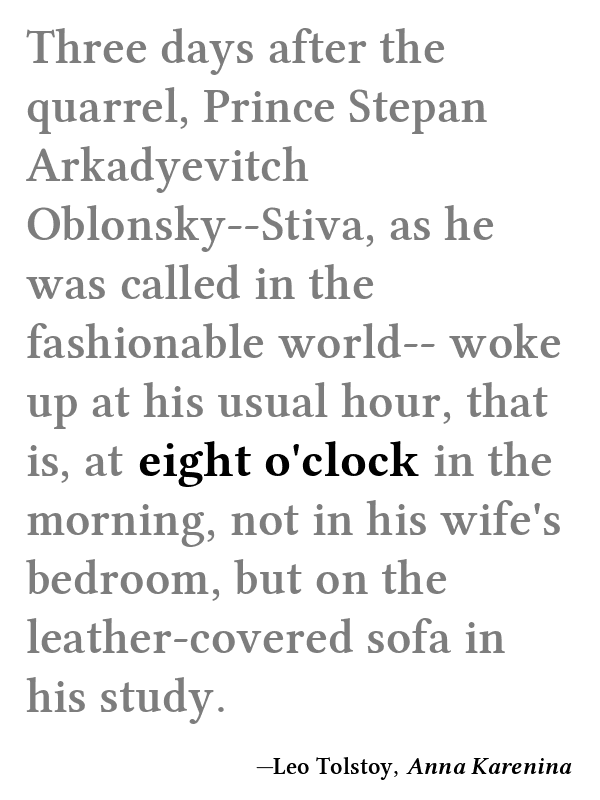 Three days after the
quarrel, Prince Stepan
Arkadyevitch
Oblonsky--Stiva, as he
was called in the
fashionable world-- woke
up at his usual hour, that
is, at eight o'clock in the
morning, not in his wife's
bedroom, but on the
leather-covered sofa in
his study.
—Leo Tolstoy, Anna Karenina